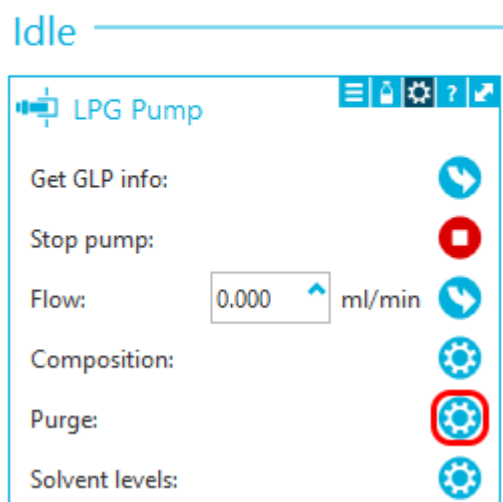 Idle
LPG Pump ?
Get GLP info:
Stop pump:
Flow: 0.000 ml/min
Composition:
Purge:
Solvent levels: